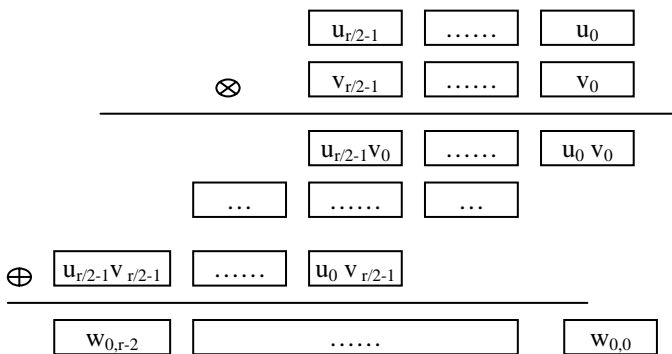 u_{r/2-1} …… u_0
⊗ v_{r/2-1} …… v_0
u_{r/2-1}v_0 …… u_0 v_0
… …… …
⊕ u_{r/2-1}v_{r/2-1} …… u_0 v_{r/2-1}
w_{0,r-2} …… w_{0,0}